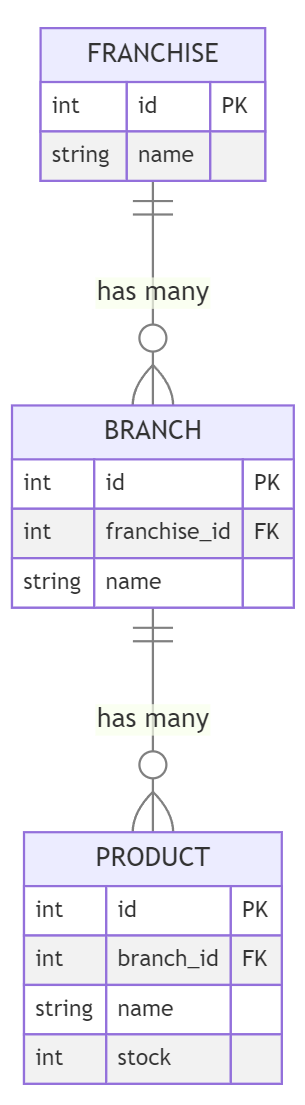 FRANCHISE
int id PK
string name
has many
BRANCH
int id PK
int franchise_id FK
string name
has many
PRODUCT
int id PK
int branch_id FK
string name
int stock